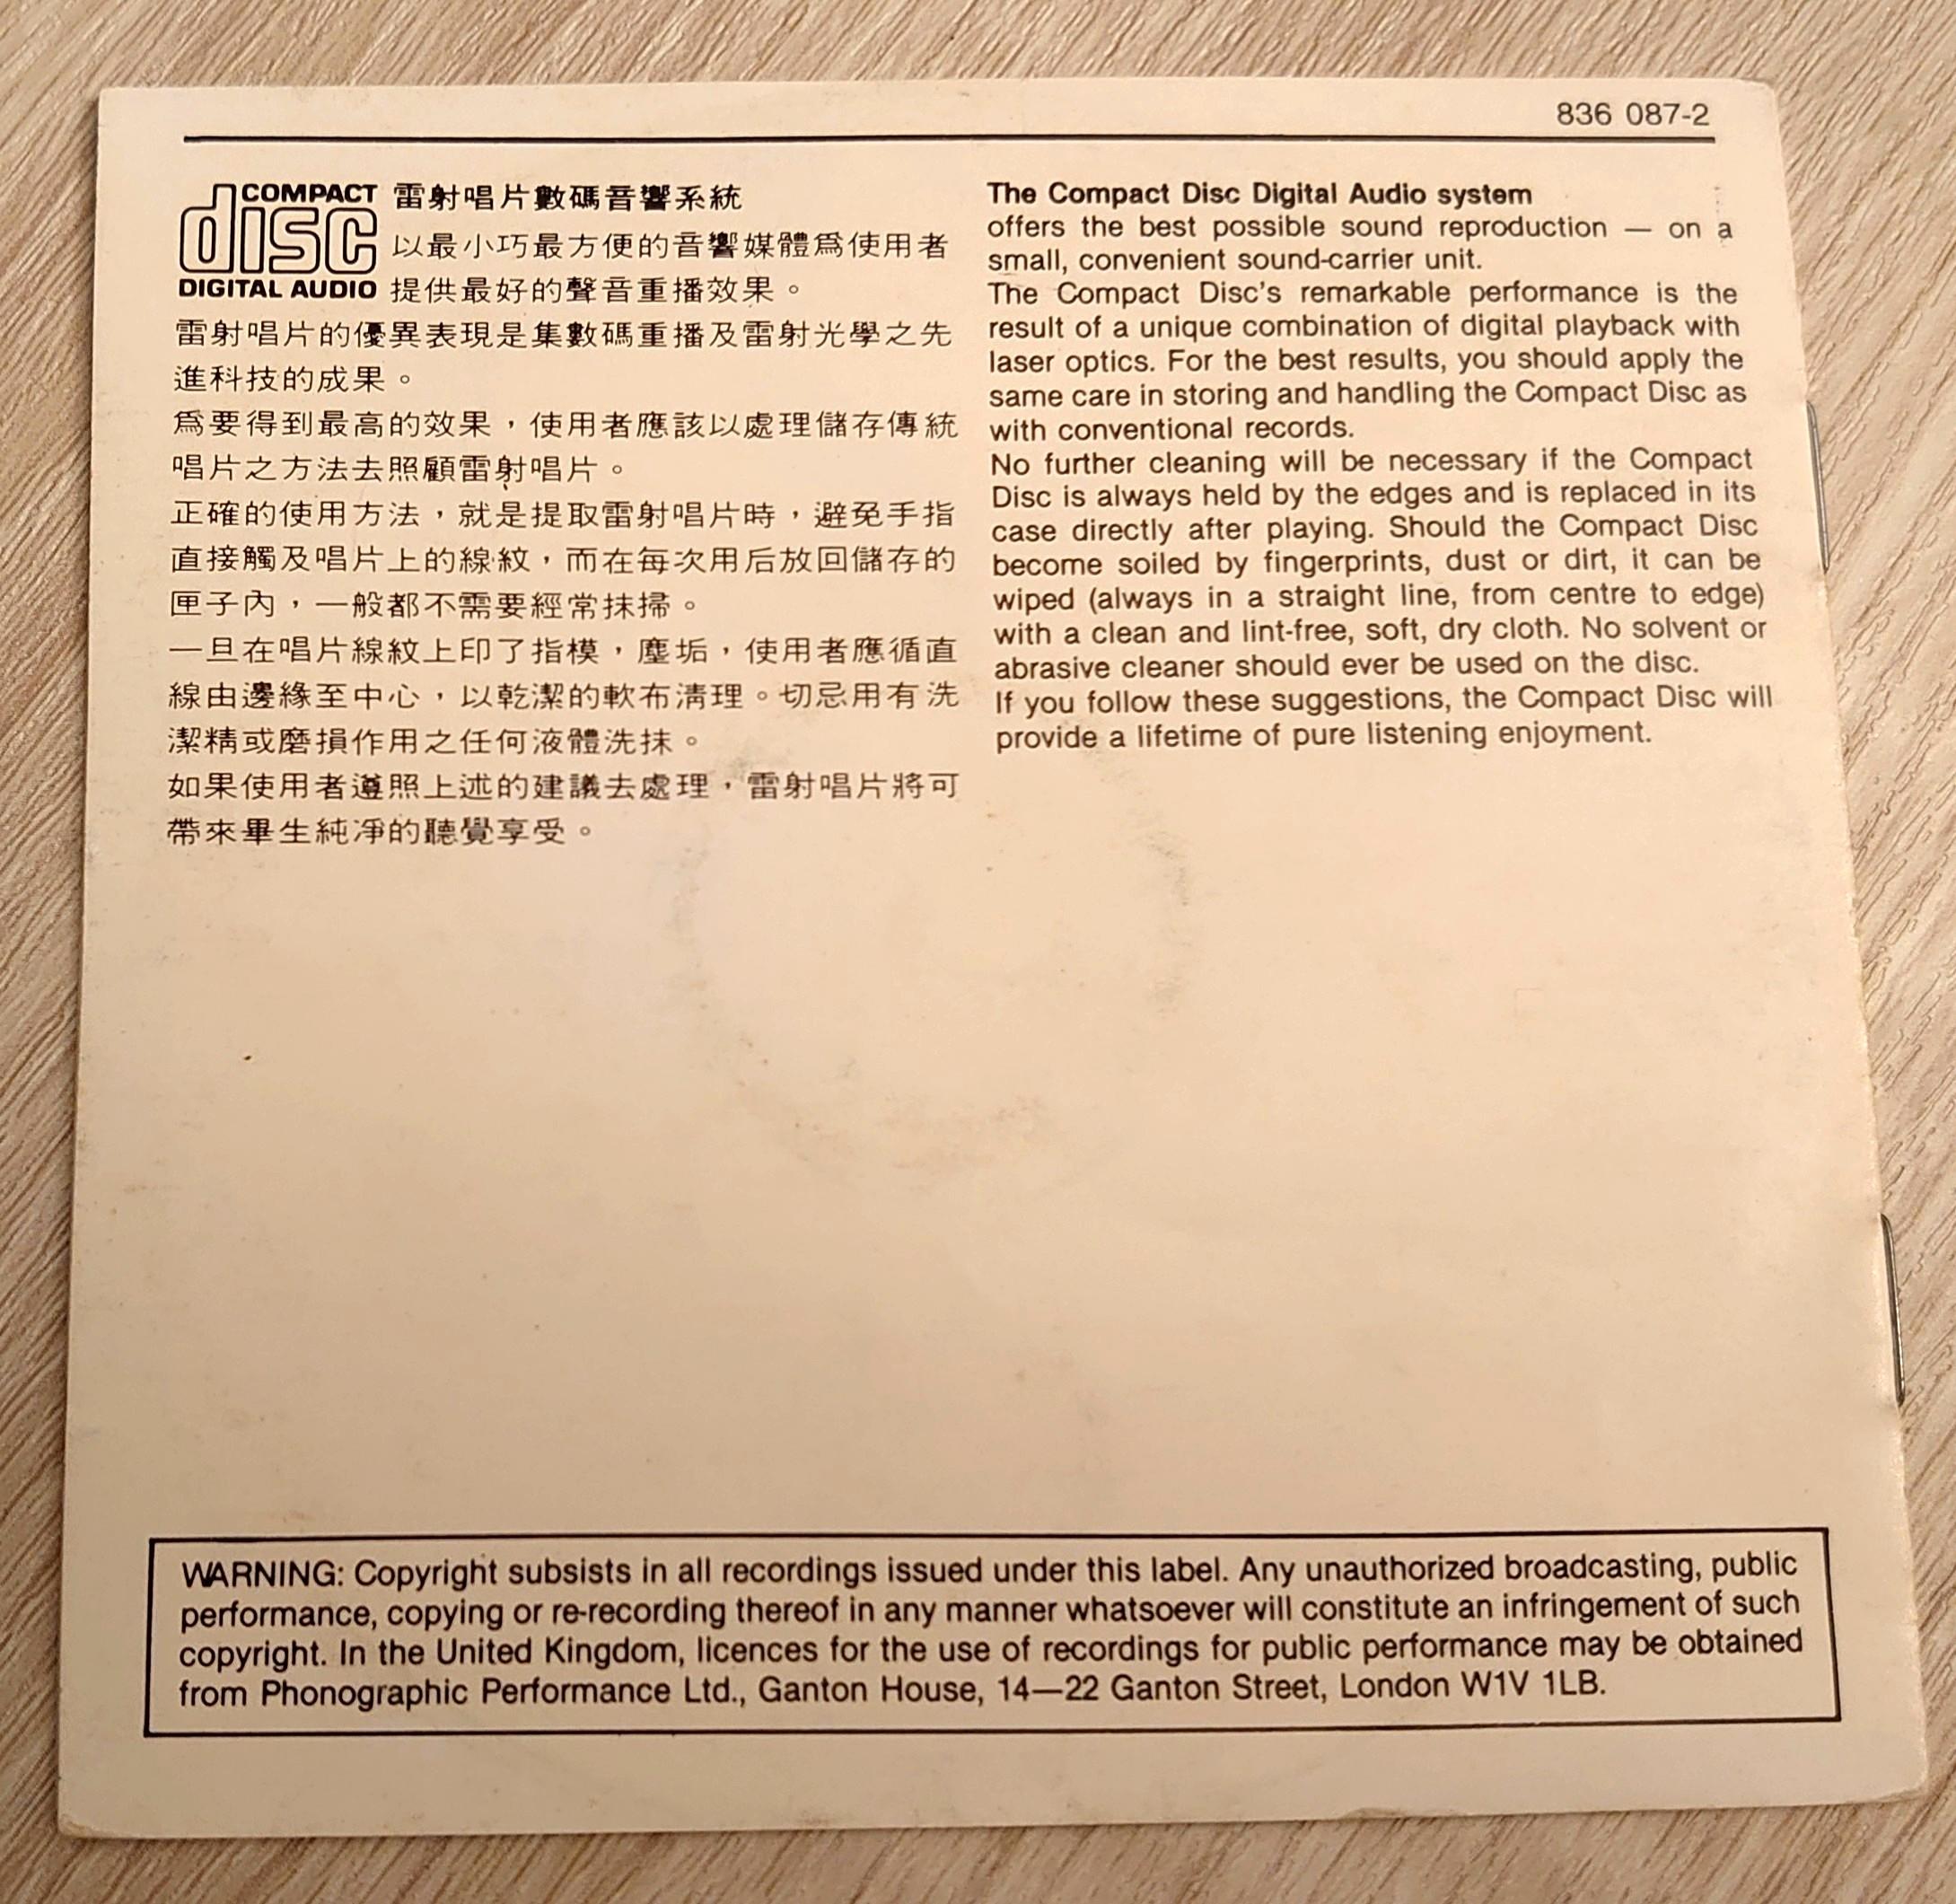 836 087-2
COMPACT
disc
DIGITAL AUDIO
雷射唱片數碼音響系統
以最小巧最方便的音響媒體爲使用者
提供最好的聲音重播效果。
雷射唱片的優異表現是集數碼重播及雷射光學之先
進科技的成果。
爲要得到最高的效果，使用者應該以處理儲存傳統
唱片之方法去照顧雷射唱片。
正確的使用方法，就是提取雷射唱片時，避免手指
直接觸及唱片上的線紋，而在每次用后放回儲存的
匣子內，一般都不需要經常抹掃。
一旦在唱片線紋上印了指模，塵垢，使用者應循直
線由邊緣至中心，以乾潔的軟布淸理。切忌用有洗
潔精或磨損作用之任何液體洗抹。
如果使用者遵照上述的建議去處理，雷射唱片將可
帶來畢生純凈的聽覺享受。
The Compact Disc Digital Audio system
offers the best possible sound reproduction — on a
small, convenient sound-carrier unit.
The Compact Disc's remarkable performance is the
result of a unique combination of digital playback with
laser optics. For the best results, you should apply the
same care in storing and handling the Compact Disc as
with conventional records.
No further cleaning will be necessary if the Compact
Disc is always held by the edges and is replaced in its
case directly after playing. Should the Compact Disc
become soiled by fingerprints, dust or dirt, it can be
wiped (always in a straight line, from centre to edge)
with a clean and lint-free, soft, dry cloth. No solvent or
abrasive cleaner should ever be used on the disc.
If you follow these suggestions, the Compact Disc will
provide a lifetime of pure listening enjoyment.
WARNING: Copyright subsists in all recordings issued under this label. Any unauthorized broadcasting, public
performance, copying or re-recording thereof in any manner whatsoever will constitute an infringement of such
copyright. In the United Kingdom, licences for the use of recordings for public performance may be obtained
from Phonographic Performance Ltd., Ganton House, 14—22 Ganton Street, London W1V 1LB.